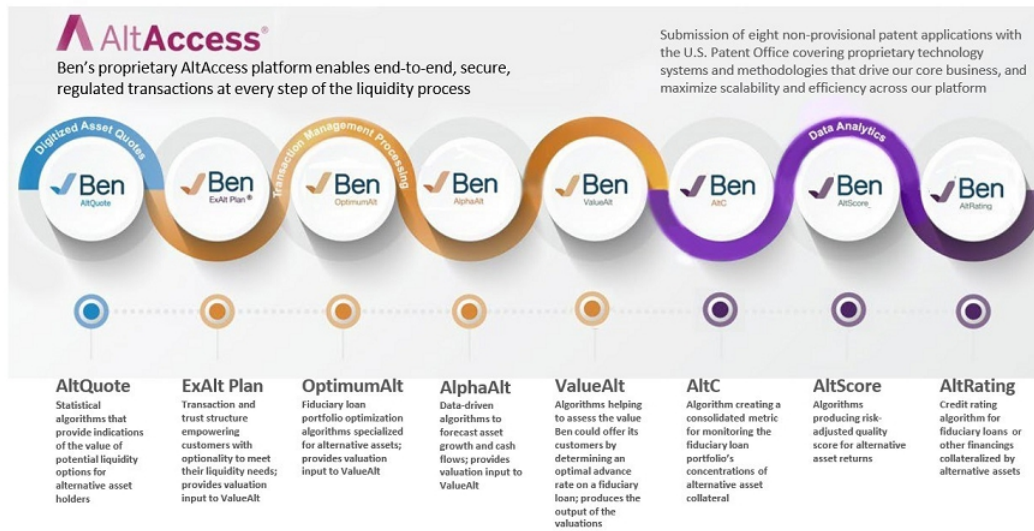 AltAccess®
Ben's proprietary AltAccess platform enables end-to-end, secure,
regulated transactions at every step of the liquidity process
Submission of eight non-provisional patent applications with
the U.S. Patent Office covering proprietary technology
systems and methodologies that drive our core business, and
maximize scalability and efficiency across our platform
Digitized Asset Quotes
Transaction Management Processing
Data Analytics
Ben
AltQuote
Ben
ExAlt Plan ®
Ben
OptimumAlt
Ben
AlphaAlt
Ben
ValueAlt
Ben
AltC
Ben
AltScore
Ben
AltRating
AltQuote
Statistical
algorithms that
provide indications
of the value of
potential liquidity
options for
alternative asset
holders
ExAlt Plan
Transaction and
trust structure
empowering
customers with
optionality to meet
their liquidity needs;
provides valuation
input to ValueAlt
OptimumAlt
Fiduciary loan
portfolio optimization
algorithms specialized
for alternative assets;
provides valuation
input to ValueAlt
AlphaAlt
Data-driven
algorithms to
forecast asset
growth and cash
flows; provides
valuation input to
ValueAlt
ValueAlt
Algorithms helping
to assess the value
Ben could offer its
customers by
determining an
optimal advance
rate on a fiduciary
loan; produces the
output of the
valuations
AltC
Algorithm creating a
consolidated metric
for monitoring the
fiduciary loan
portfolio's
concentrations of
alternative asset
collateral
AltScore
Algorithms
producing risk-
adjusted quality
score for alternative
asset returns
AltRating
Credit rating
algorithm for
fiduciary loans or
other financings
collateralized by
alternative assets